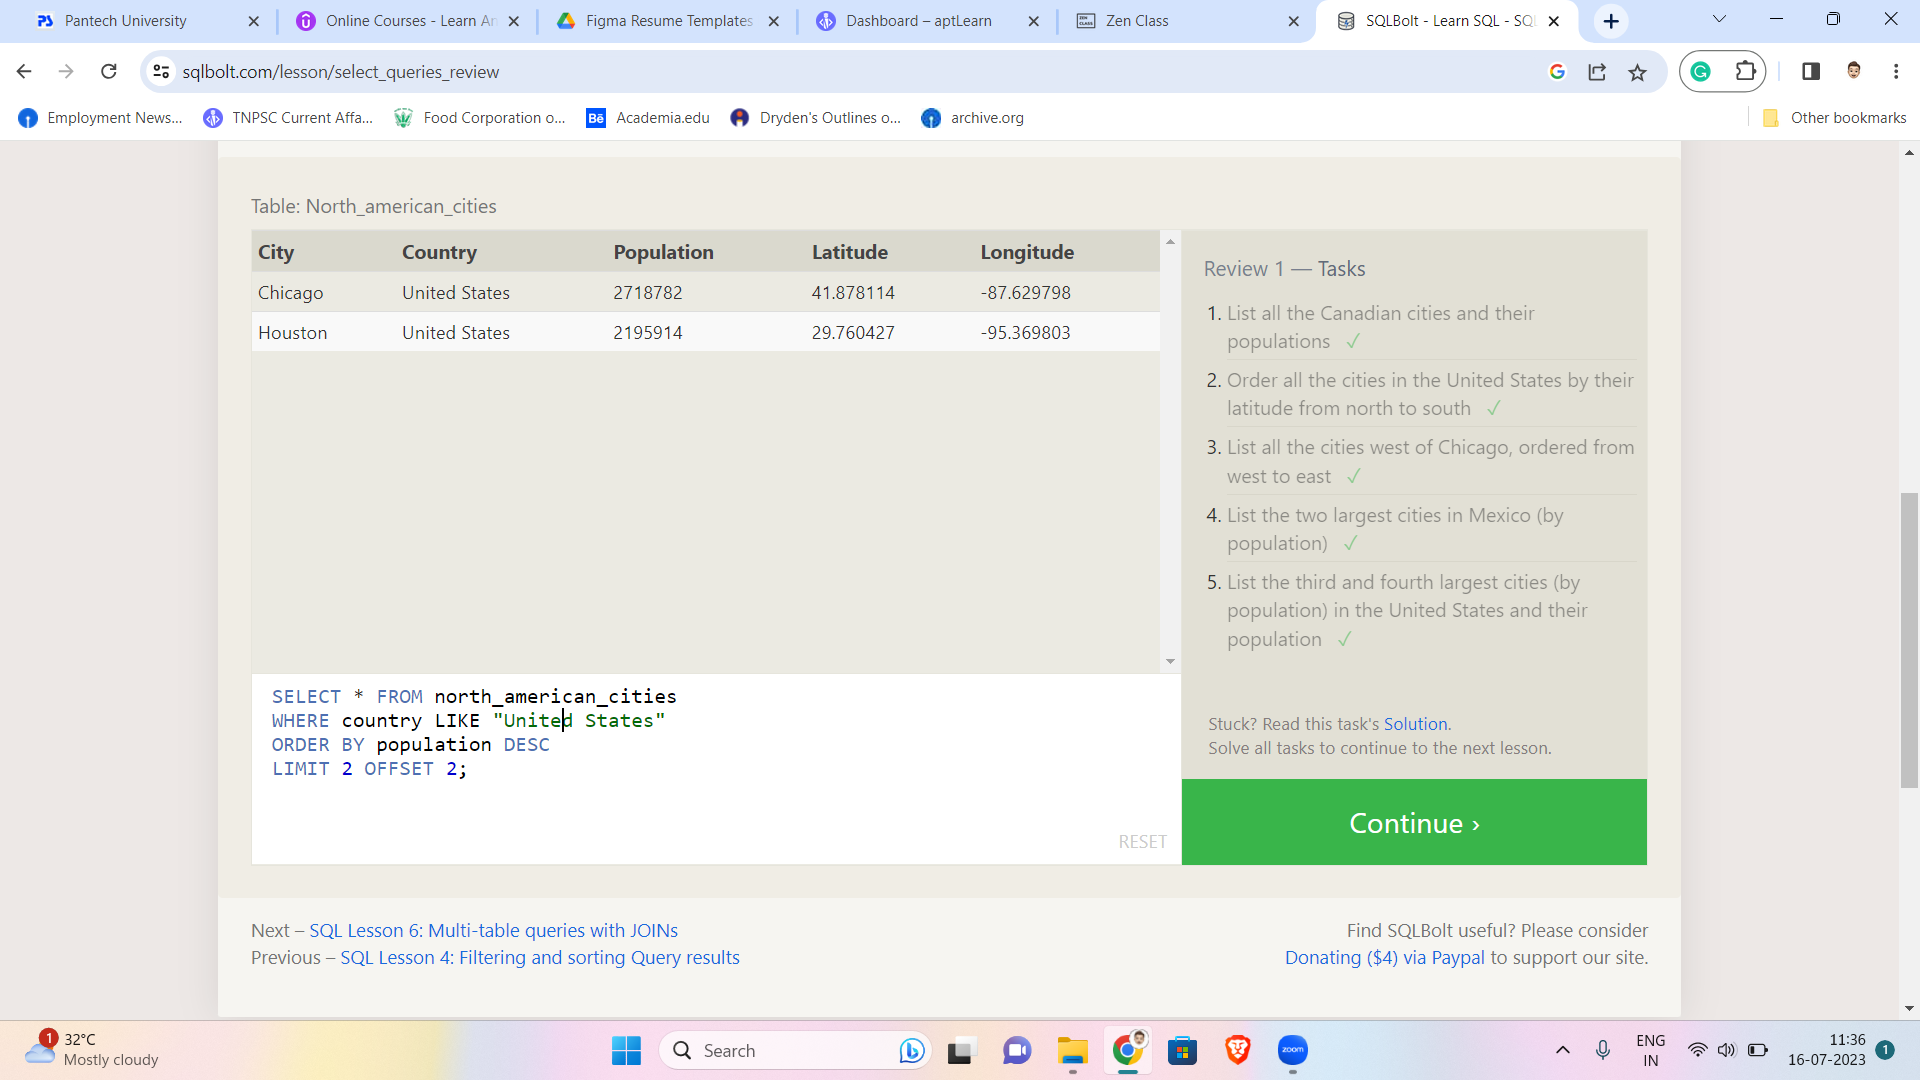 Pantech University
Online Courses - Learn An
Figma Resume Templates
Dashboard – aptLearn
Zen Class
SQLBolt - Learn SQL - SQL
sqlbolt.com/lesson/select_queries_review
Employment News...
TNPSC Current Affa...
Food Corporation o...
Academia.edu
Dryden's Outlines o...
archive.org
Other bookmarks
Table: North_american_cities
City Country Population Latitude Longitude
Chicago United States 2718782 41.878114 -87.629798
Houston United States 2195914 29.760427 -95.369803
SELECT * FROM north_american_cities
WHERE country LIKE "United States"
ORDER BY population DESC
LIMIT 2 OFFSET 2;
RESET
Review 1 — Tasks
1. List all the Canadian cities and their
populations ✓
2. Order all the cities in the United States by their
latitude from north to south ✓
3. List all the cities west of Chicago, ordered from
west to east ✓
4. List the two largest cities in Mexico (by
population) ✓
5. List the third and fourth largest cities (by
population) in the United States and their
population ✓
Stuck? Read this task's Solution.
Solve all tasks to continue to the next lesson.
Continue ›
Next – SQL Lesson 6: Multi-table queries with JOINs
Previous – SQL Lesson 4: Filtering and sorting Query results
Find SQLBolt useful? Please consider
Donating ($4) via Paypal to support our site.
1
32°C
Mostly cloudy
Search
zoom
ENG
IN
11:36
16-07-2023
1